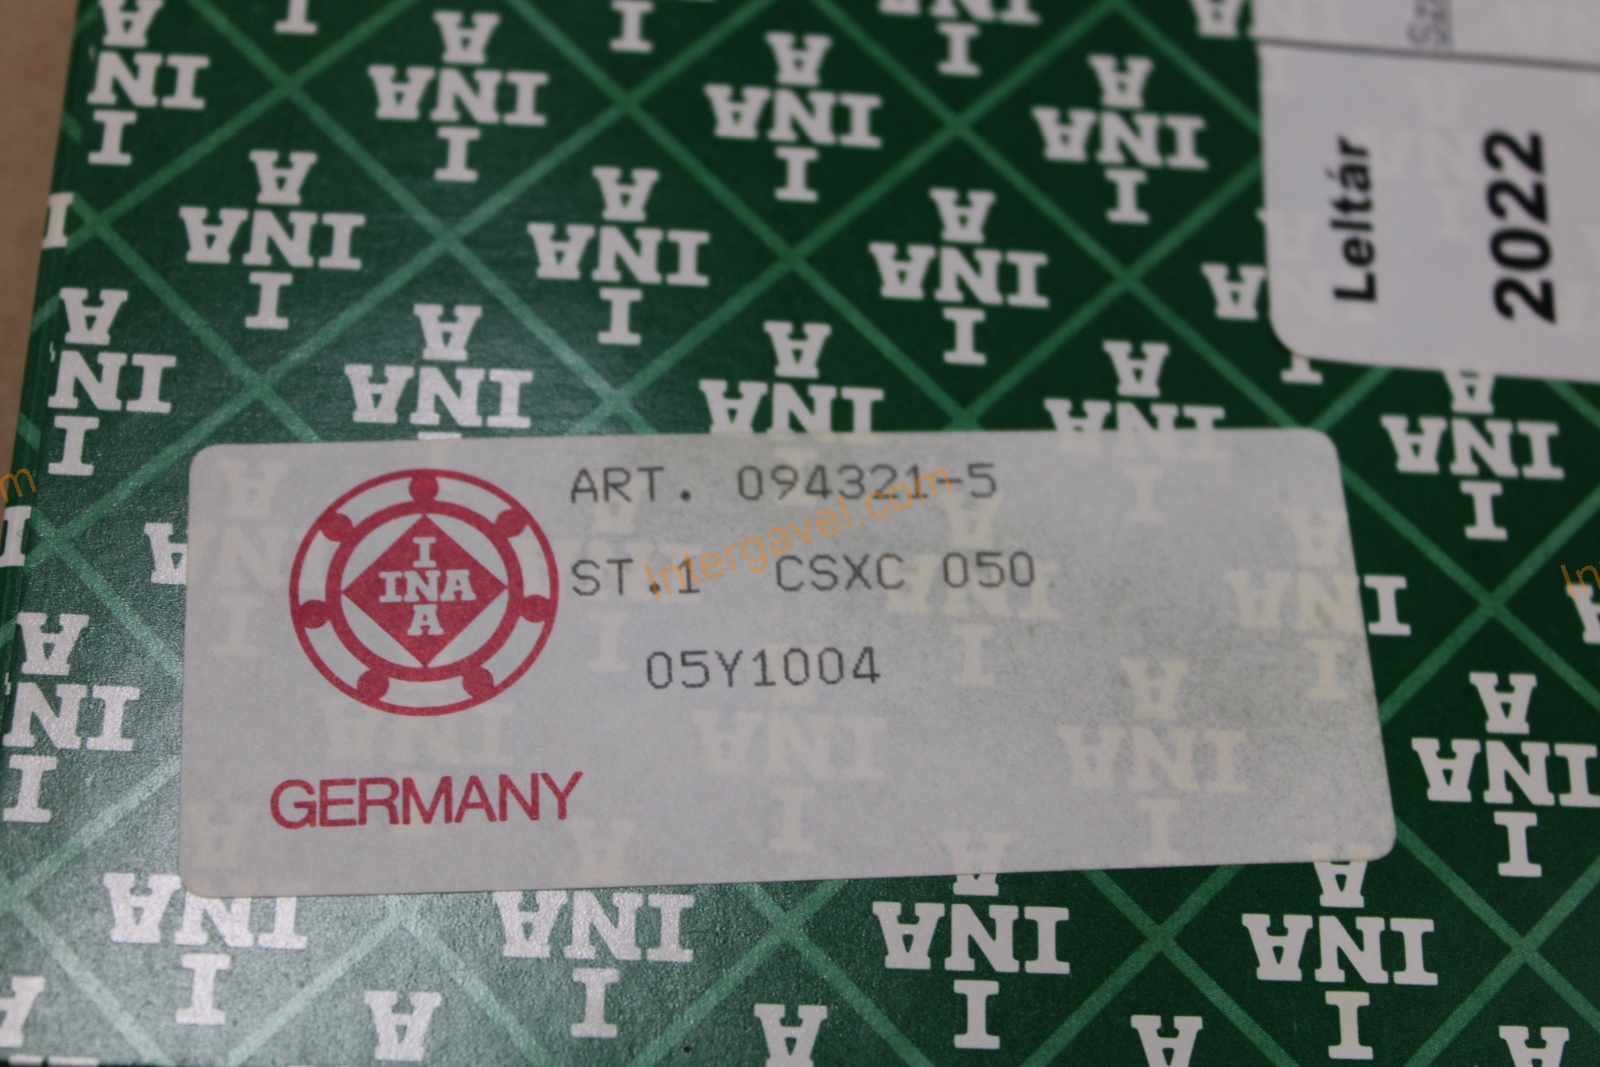 Leltár
2022
ART. 094321-5
ST.1 CSXC 050
05Y1004
I
INA
A
GERMANY
Intergavel.com